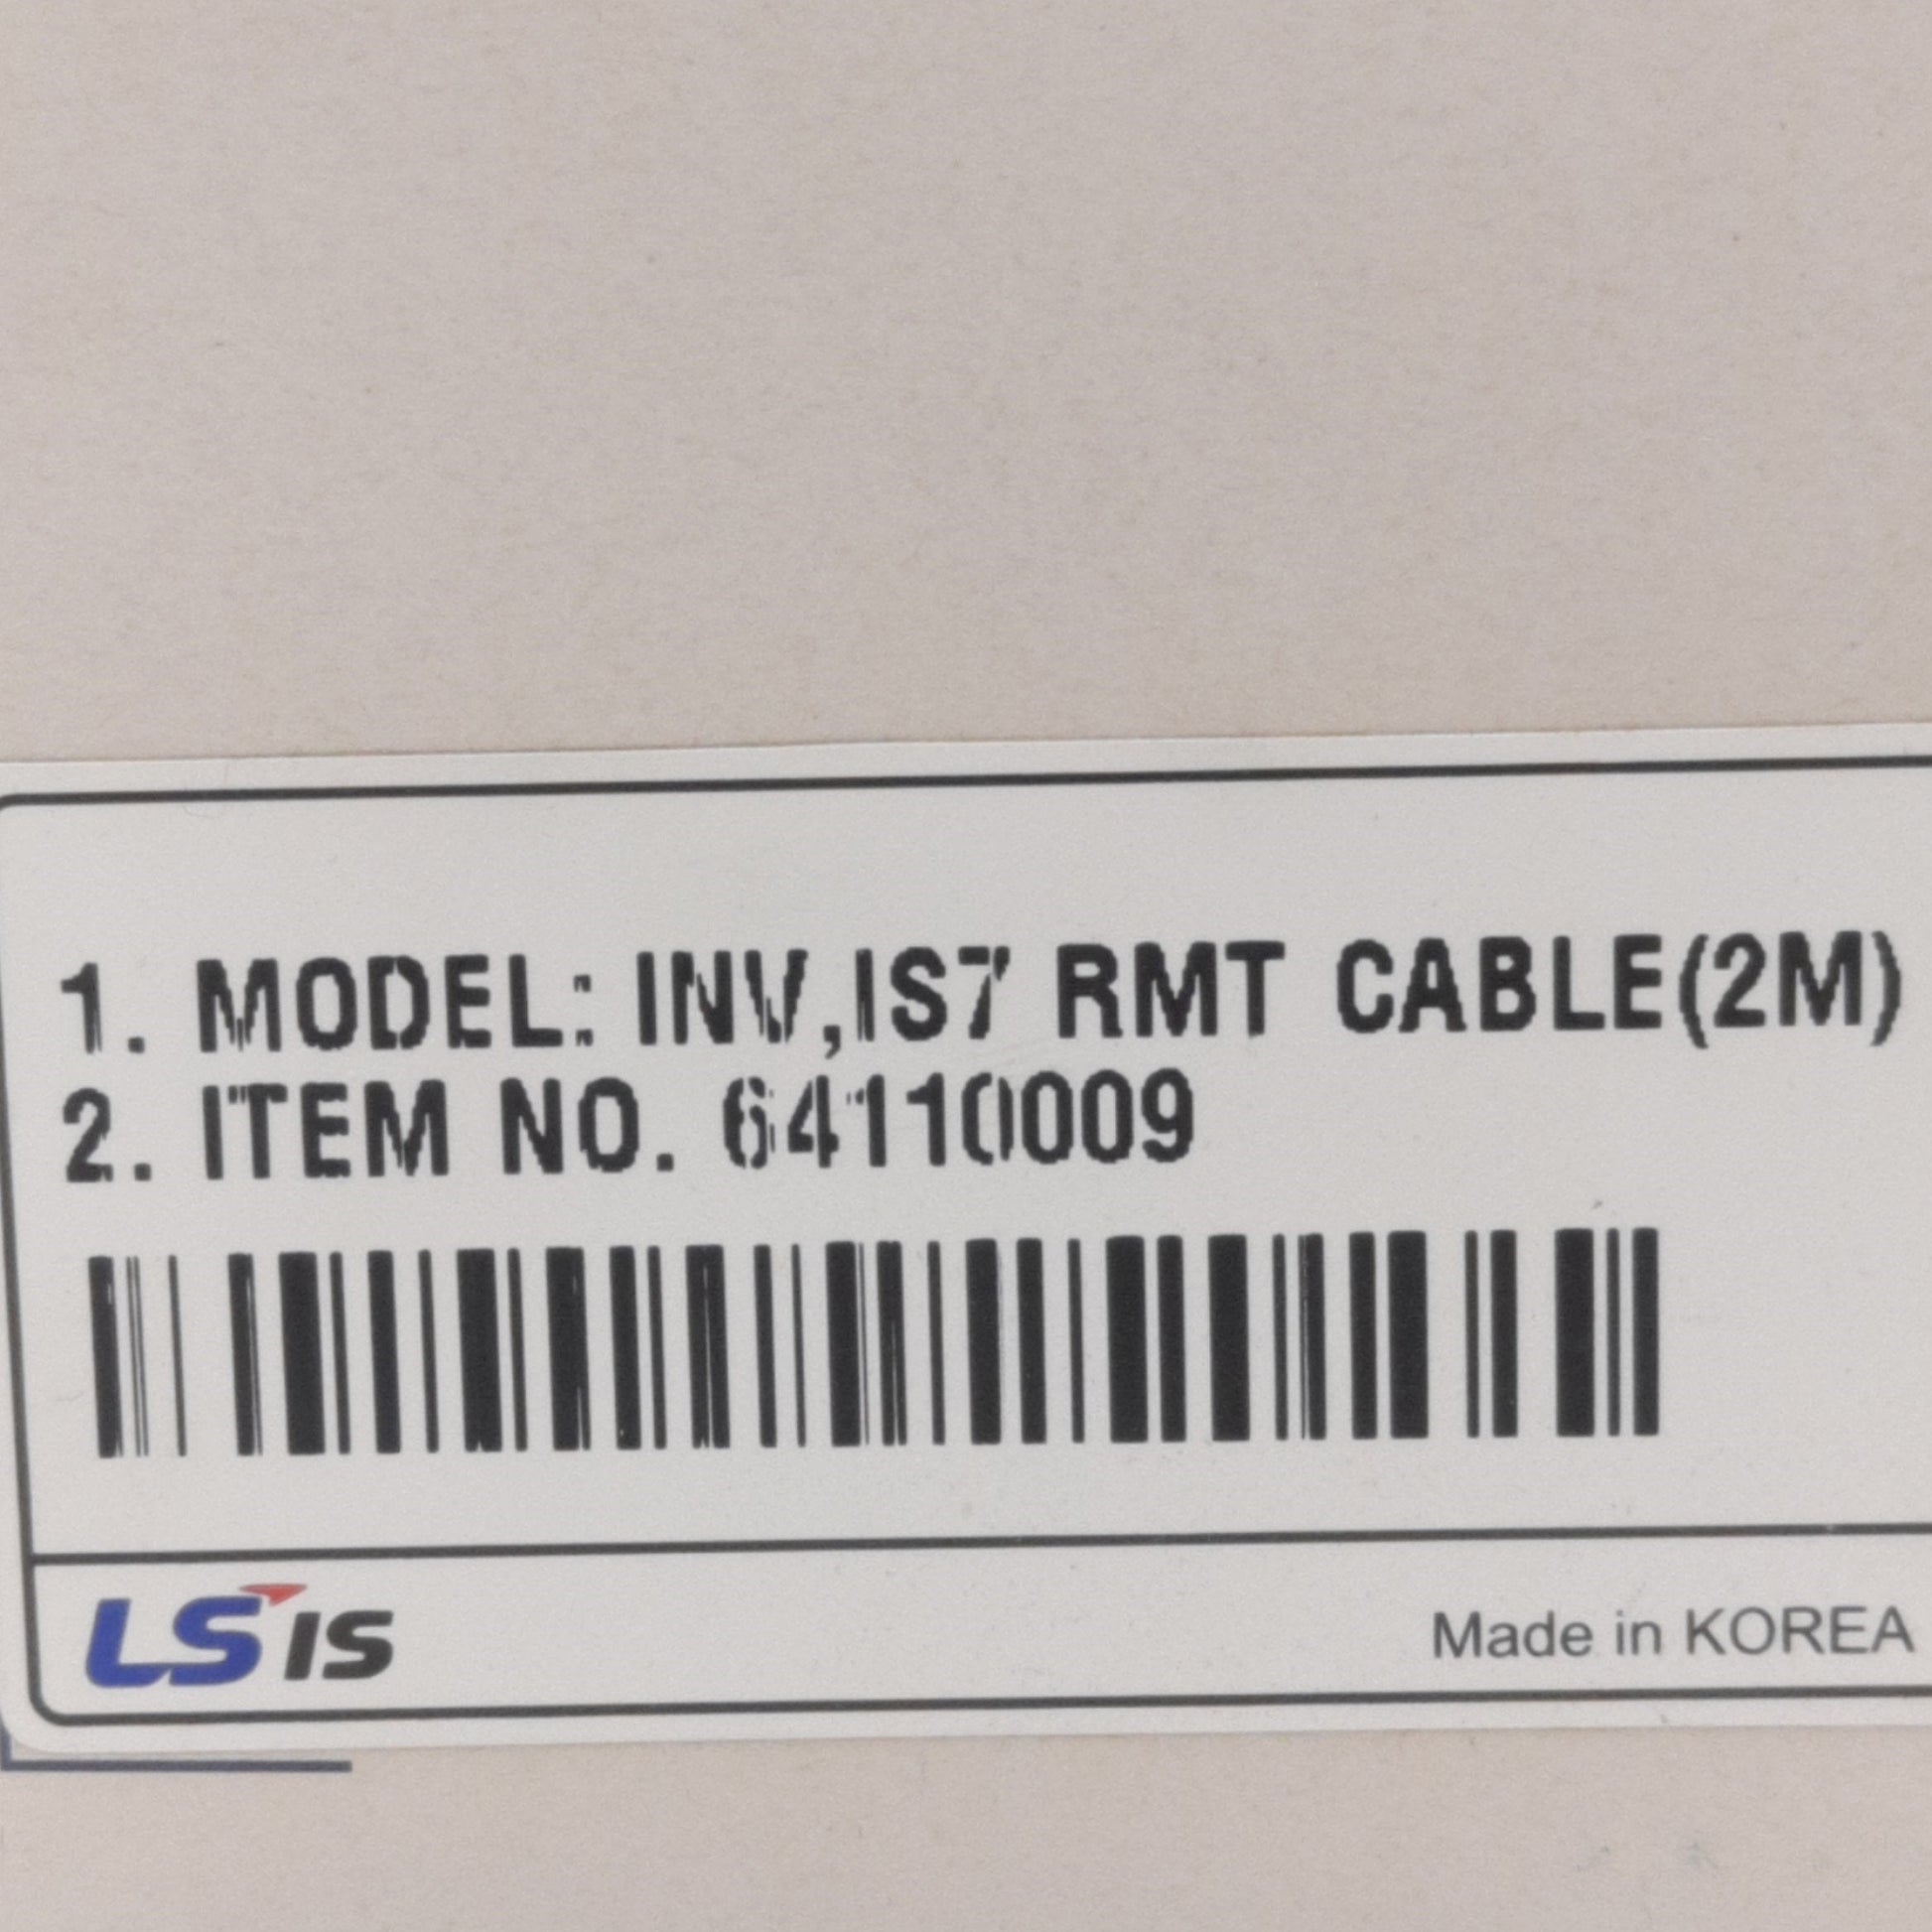 1. MODEL: INV,IS7 RMT CABLE(2M)
2. ITEM NO. 64110009
LS IS
Made in KOREA